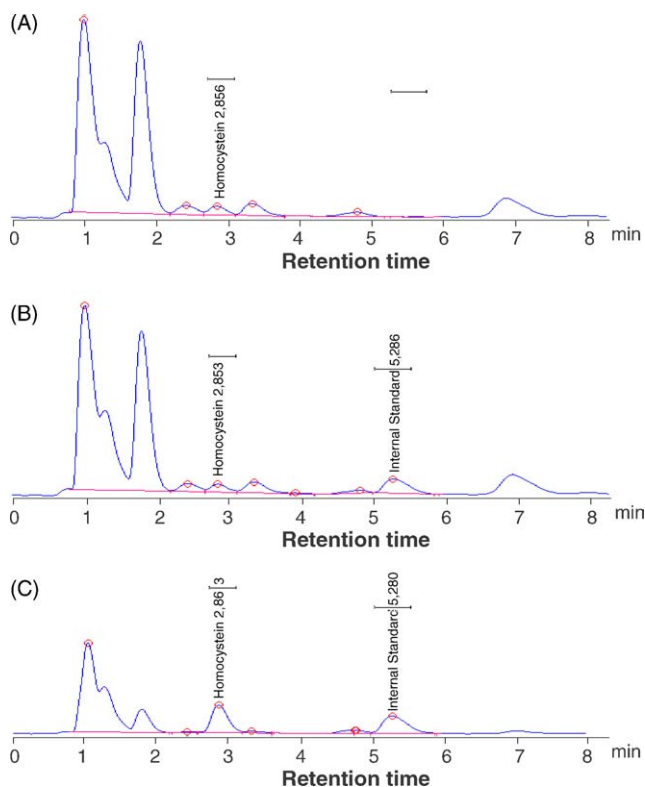 (A)
Homocystein 2,856
0 1 2 3 4 5 6 7 8 min
Retention time
(B)
Homocystein 2,853
Internal Standard 5,286
0 1 2 3 4 5 6 7 8 min
Retention time
(C)
Homocystein 2,86 3
Internal Standard 5,280
0 1 2 3 4 5 6 7 8 min
Retention time